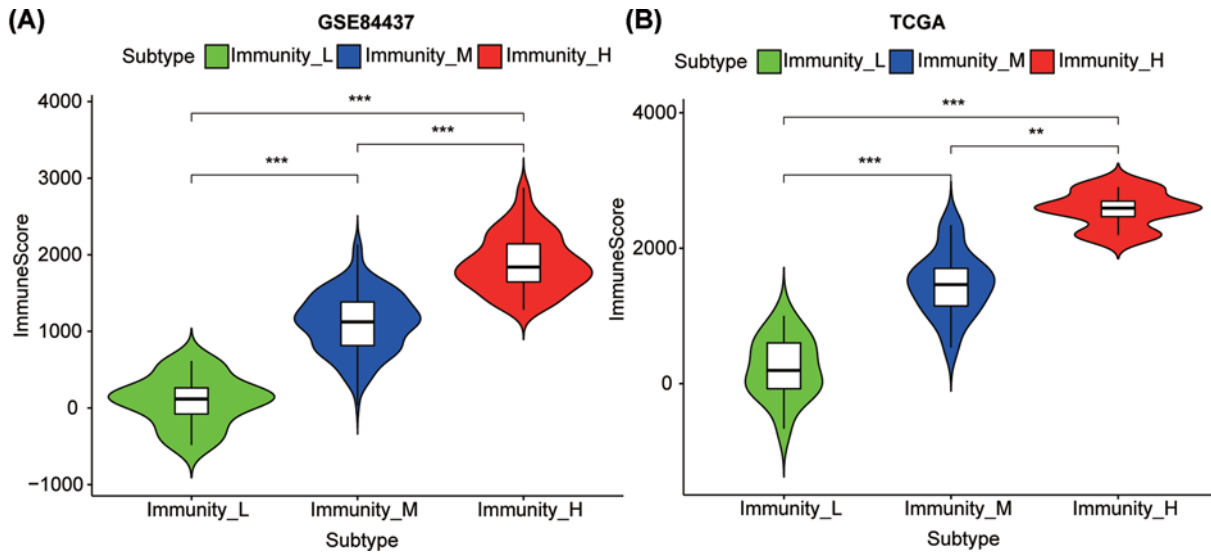 (A)
GSE84437
Subtype Immunity_L Immunity_M Immunity_H
ImmuneScore
4000
3000
2000
1000
0
−1000
***
***
***
Immunity_L Immunity_M Immunity_H
Subtype
(B)
TCGA
Subtype Immunity_L Immunity_M Immunity_H
ImmuneScore
4000
2000
0
***
**
***
Immunity_L Immunity_M Immunity_H
Subtype